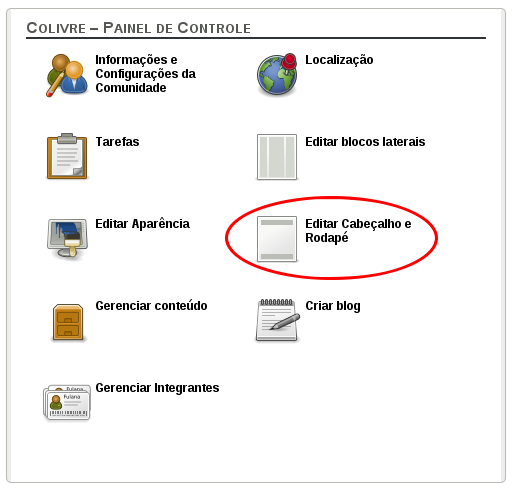 Colivre – Painel de Controle
Informações e
Configurações da
Comunidade
Localização
Tarefas
Editar blocos laterais
Editar Aparência
Editar Cabeçalho e
Rodapé
Gerenciar conteúdo
Criar blog
Fulana
Fulana
Gerenciar Integrantes